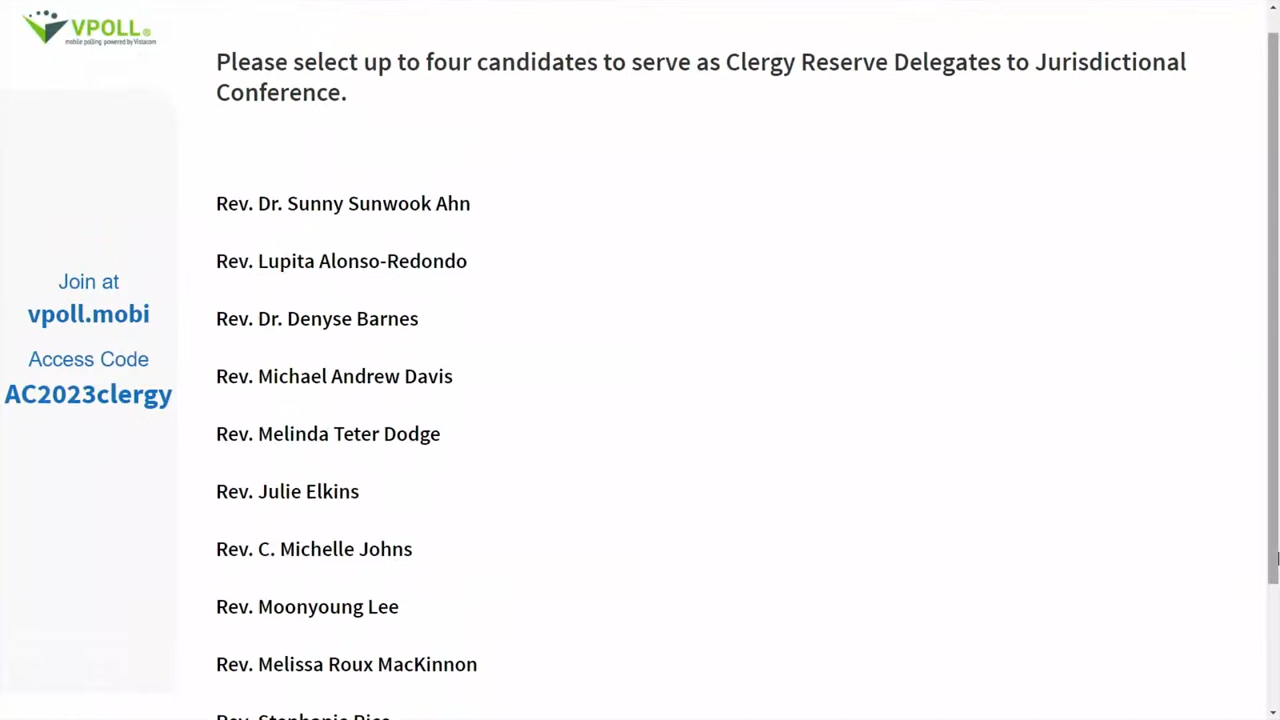 VPOLL®
mobile polling powered by Vistacom
Please select up to four candidates to serve as Clergy Reserve Delegates to Jurisdictional
Conference.
Rev. Dr. Sunny Sunwook Ahn
Rev. Lupita Alonso-Redondo
Rev. Dr. Denyse Barnes
Rev. Michael Andrew Davis
Rev. Melinda Teter Dodge
Rev. Julie Elkins
Rev. C. Michelle Johns
Rev. Moonyoung Lee
Rev. Melissa Roux MacKinnon
Rev. Stephanie Rice
Join at
vpoll.mobi
Access Code
AC2023clergy